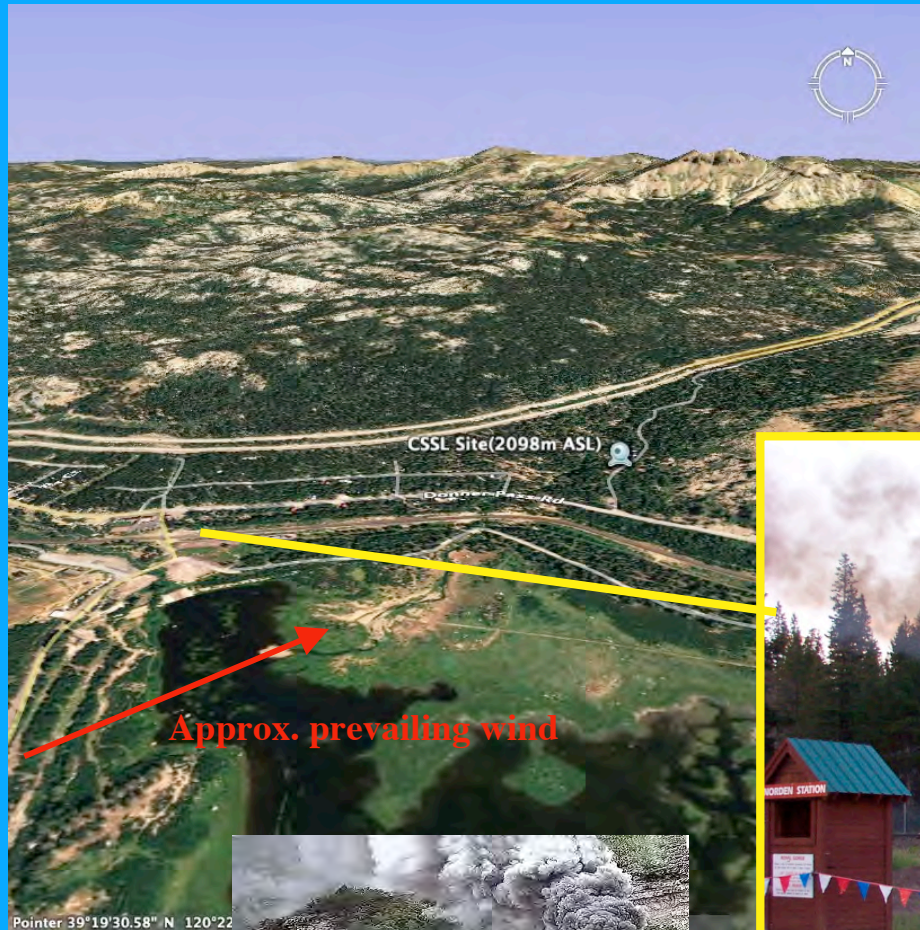 N
CSSL Site(2098m ASL)
Donner Pass Rd
Approx. prevailing wind
NORDEN STATION
Pointer 39°19'30.58" N 120°22